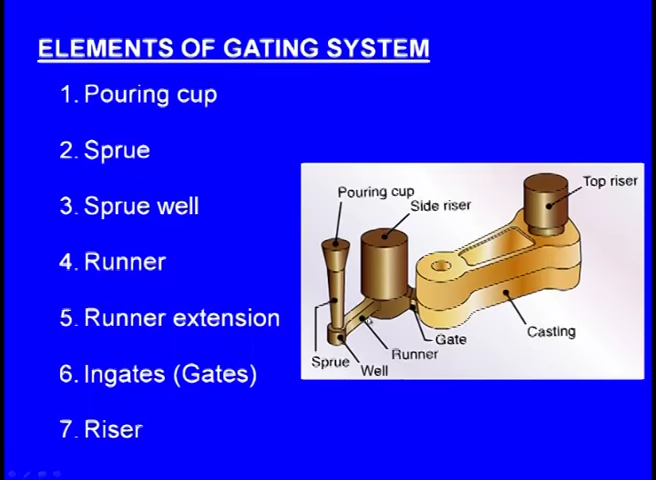 ELEMENTS OF GATING SYSTEM
1. Pouring cup
2. Sprue
3. Sprue well
4. Runner
5. Runner extension
6. Ingates (Gates)
7. Riser
Pouring cup
Side riser
Top riser
Casting
Gate
Runner
Sprue
Well